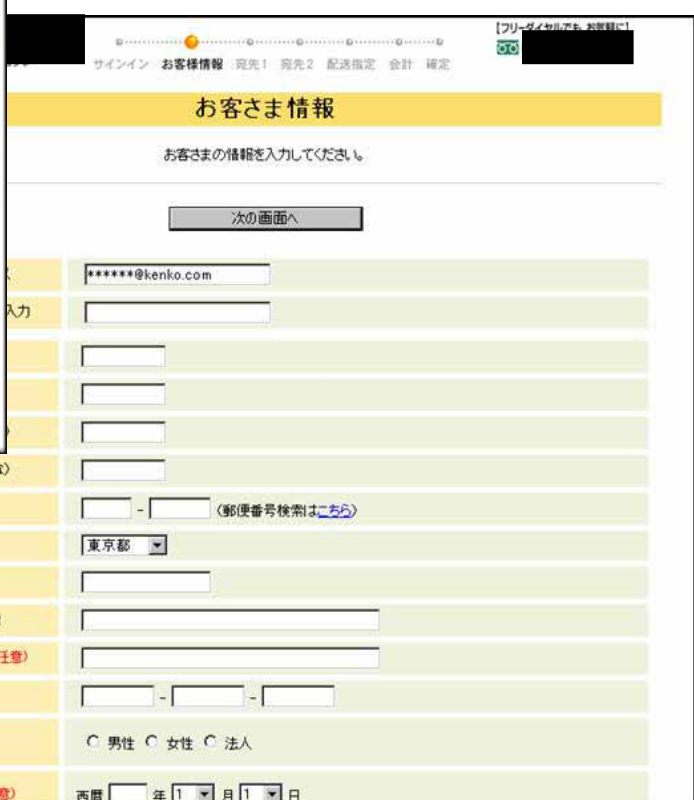 【フリーダイヤルでも、お気軽に】
サインイン お客様情報 宛先1 宛先2 配送指定 会計 確定
お客さま情報
お客さまの情報を入力してください。
次の画面へ
ス ******@kenko.com
入力
な)
- (郵便番号検索はこちら)
東京都
任意)
- -
男性 女性 法人
意) 西暦 年 1 月 1 日